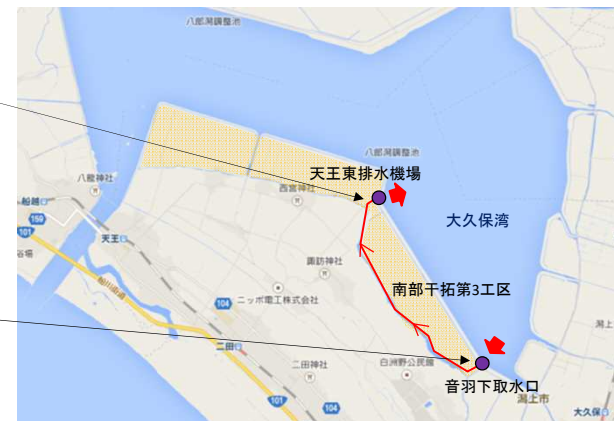 八郎潟調整池
八郎潟調整池
天王東排水機場
八龍神社
西宮神社
船越
大久保湾
159
101
天王
諏訪神社
南部干拓第3工区
ニッポ電工株式会社
104
101
二田
二田神社
白洲野公民館
音羽下取水口
潟上市
101
104
大久保